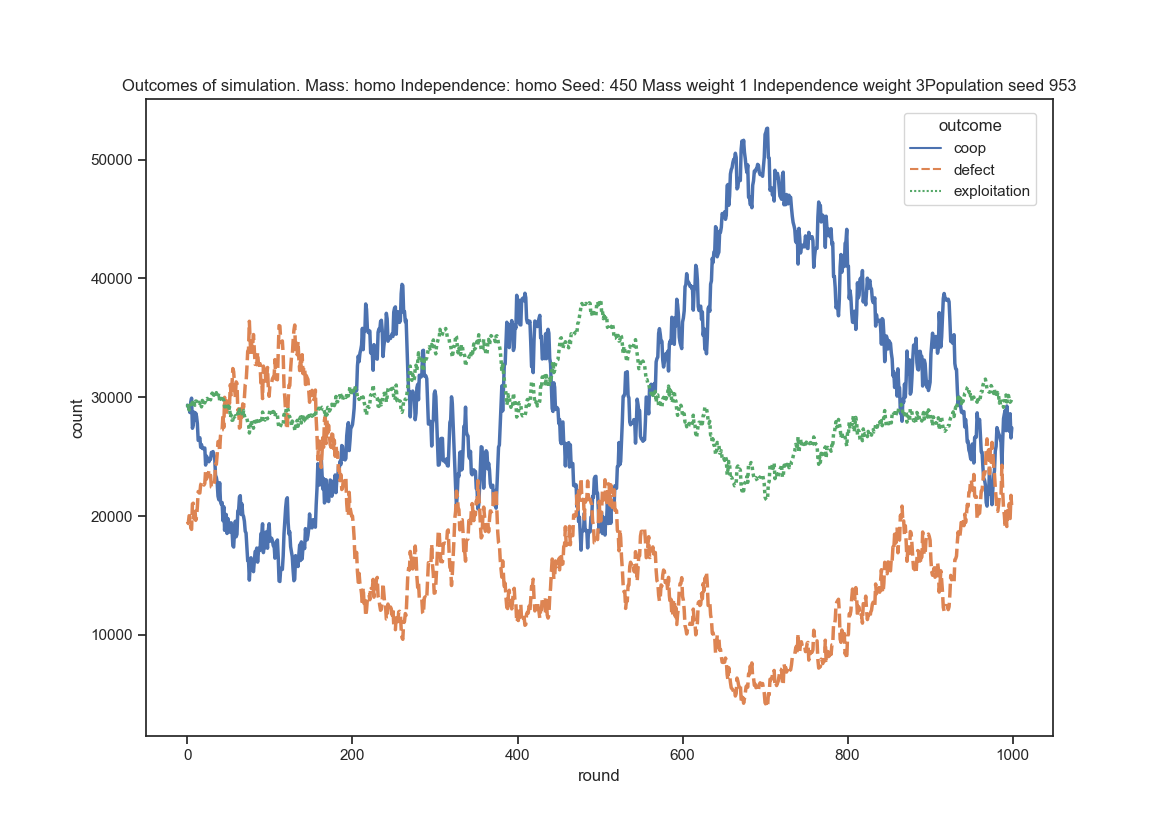 Outcomes of simulation. Mass: homo Independence: homo Seed: 450 Mass weight 1 Independence weight 3Population seed 953
outcome
coop
defect
exploitation
50000
40000
30000
20000
10000
count
0 200 400 600 800 1000
round